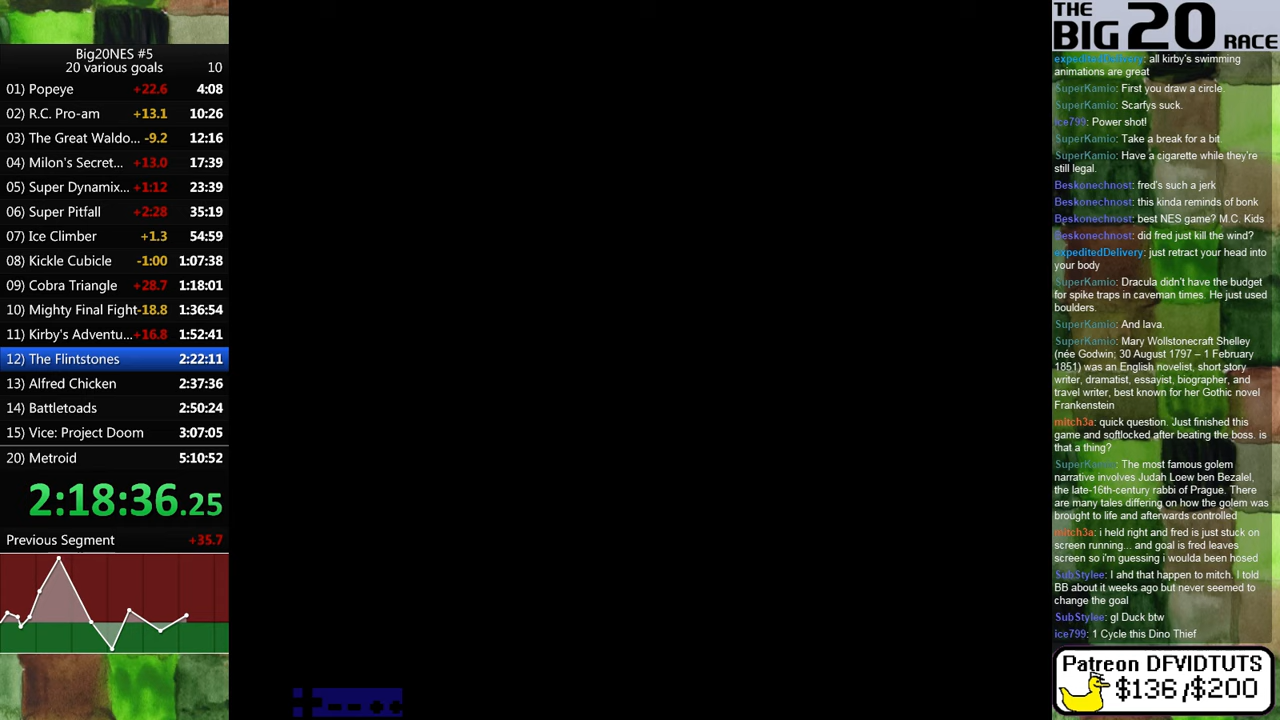 Big20NES #5
20 various goals 10
01) Popeye +22.6 4:08
02) R.C. Pro-am +13.1 10:26
03) The Great Waldo... -9.2 12:16
04) Milon's Secret... +13.0 17:39
05) Super Dynamix... +1:12 23:39
06) Super Pitfall +2:28 35:19
07) Ice Climber +1.3 54:59
08) Kickle Cubicle -1:00 1:07:38
09) Cobra Triangle +28.7 1:18:01
10) Mighty Final Fight -18.8 1:36:54
11) Kirby's Adventu... +16.8 1:52:41
12) The Flintstones 2:22:11
13) Alfred Chicken 2:37:36
14) Battletoads 2:50:24
15) Vice: Project Doom 3:07:05
20) Metroid 5:10:52
2:18:36.25
Previous Segment +35.7
THE
BIG 20 RACE
expeditedDelivery: all kirby's swimming
animations are great
SuperKamio: First you draw a circle.
SuperKamio: Scarfys suck.
ice799: Power shot!
SuperKamio: Take a break for a bit.
SuperKamio: Have a cigarette while they're
still legal.
Beskonechnost: fred's such a jerk
Beskonechnost: this kinda reminds of bonk
Beskonechnost: best NES game? M.C. Kids
Beskonechnost: did fred just kill the wind?
expeditedDelivery: just retract your head into
your body
SuperKamio: Dracula didn't have the budget
for spike traps in caveman times. He just used
boulders.
SuperKamio: And lava.
SuperKamio: Mary Wollstonecraft Shelley
(née Godwin; 30 August 1797 – 1 February
1851) was an English novelist, short story
writer, dramatist, essayist, biographer, and
travel writer, best known for her Gothic novel
Frankenstein
mitch3a: quick question. Just finished this
game and softlocked after beating the boss. is
that a thing?
SuperKamio: The most famous golem
narrative involves Judah Loew ben Bezalel,
the late-16th-century rabbi of Prague. There
are many tales differing on how the golem was
brought to life and afterwards controlled
mitch3a: i held right and fred is just stuck on
screen running... and goal is fred leaves
screen so i'm guessing i woulda been hosed
SubStylee: I ahd that happen to mitch. I told
BB about it weeks ago but never seemed to
change the goal
SubStylee: gl Duck btw
ice799: 1 Cycle this Dino Thief
Patreon DFVIDTUTS
$136/$200